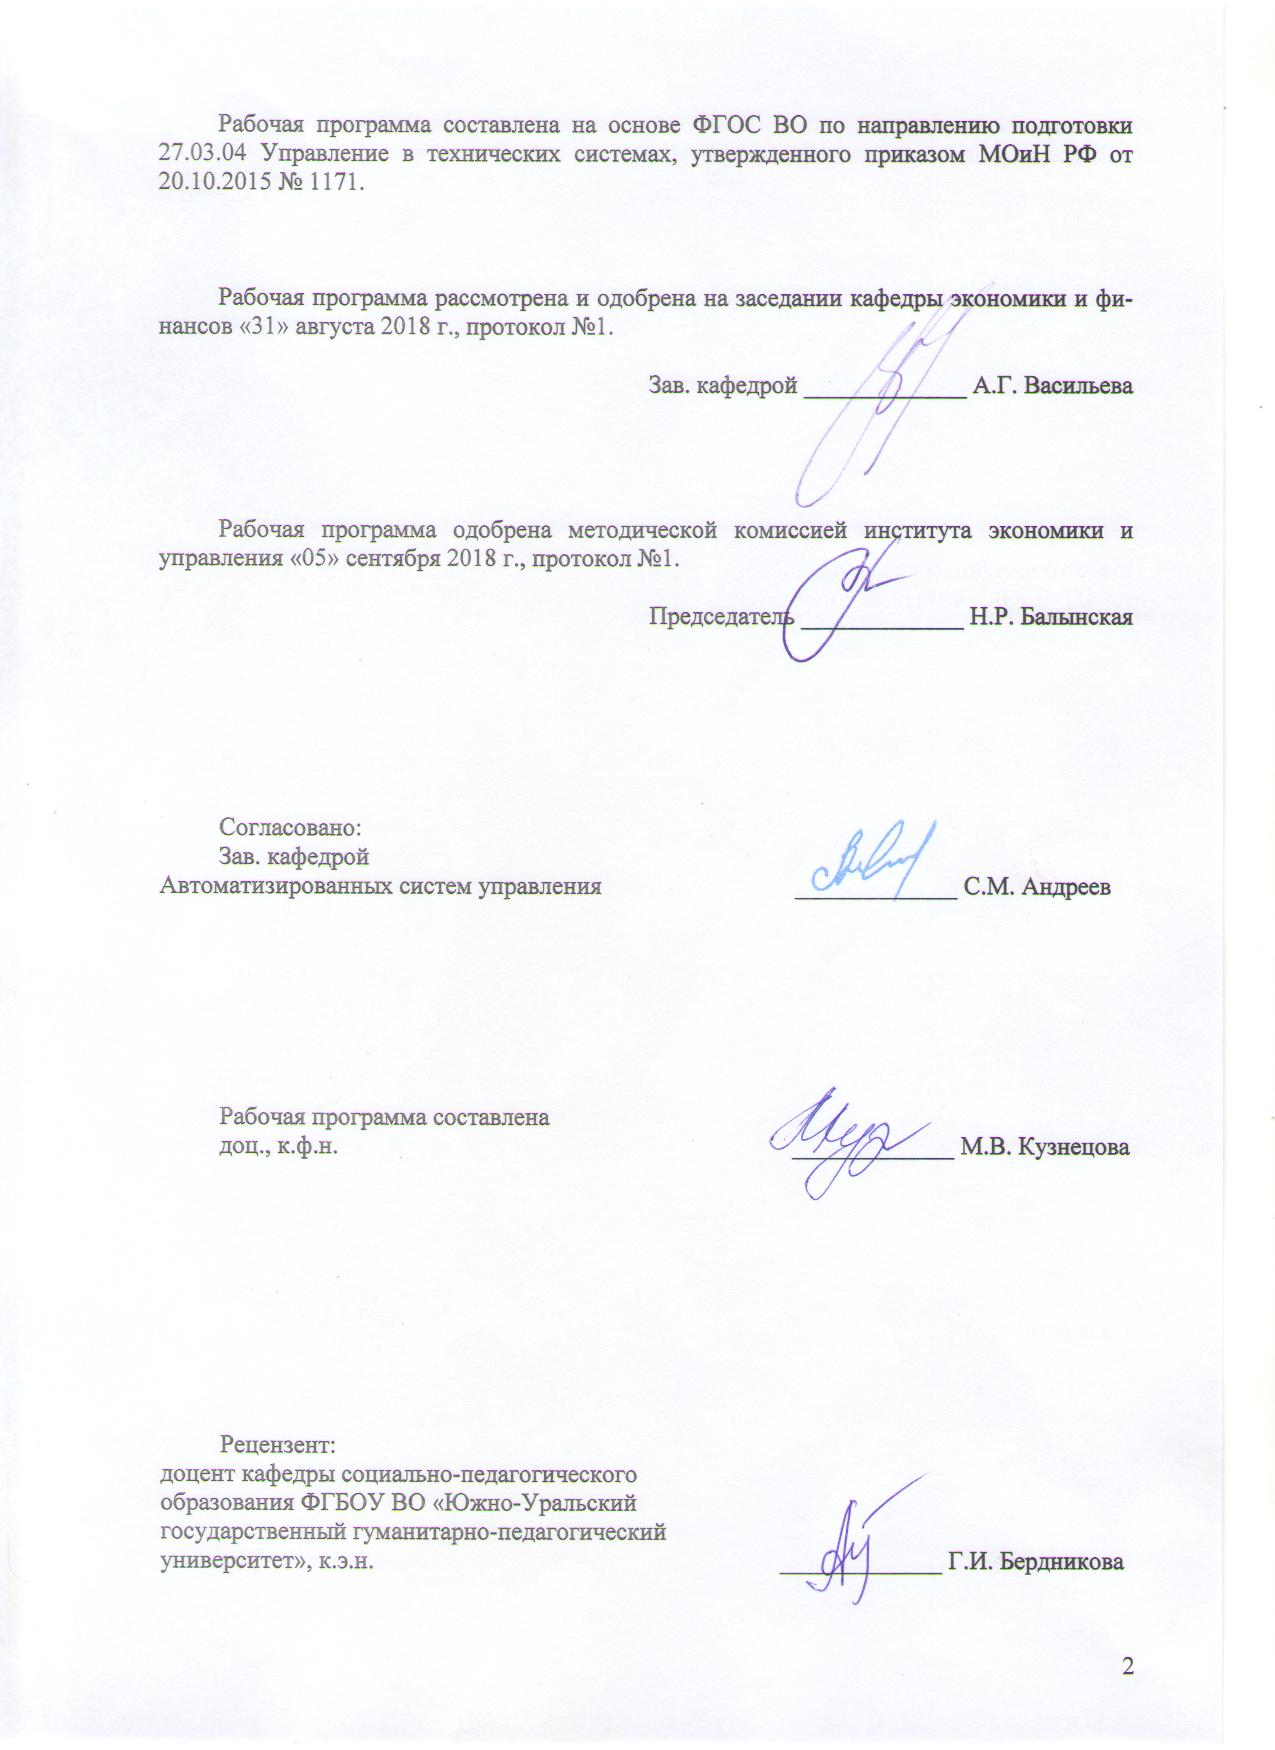 Рабочая программа составлена на основе ФГОС ВО по направлению подготовки
27.03.04 Управление в технических системах, утвержденного приказом МОиН РФ от
20.10.2015 № 1171.
Рабочая программа рассмотрена и одобрена на заседании кафедры экономики и фи-
нансов «31» августа 2018 г., протокол №1.
Зав. кафедрой _____________ А.Г. Васильева
Рабочая программа одобрена методической комиссией института экономики и
управления «05» сентября 2018 г., протокол №1.
Председатель _____________ Н.Р. Балынская
Согласовано:
Зав. кафедрой
Автоматизированных систем управления _____________ С.М. Андреев
Рабочая программа составлена
доц., к.ф.н. _____________ М.В. Кузнецова
Рецензент:
доцент кафедры социально-педагогического
образования ФГБОУ ВО «Южно-Уральский
государственный гуманитарно-педагогический
университет», к.э.н. _____________ Г.И. Бердникова
2